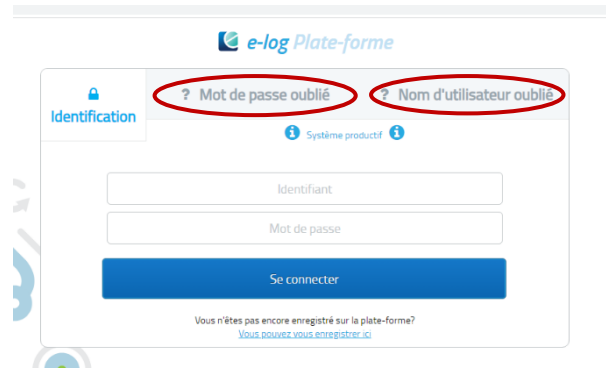 e-log Plate-forme
Identification
? Mot de passe oublié
? Nom d'utilisateur oublié
Système productif
Identifiant
Mot de passe
Se connecter
Vous n'êtes pas encore enregistré sur la plate-forme?
Vous pouvez vous enregistrer ici